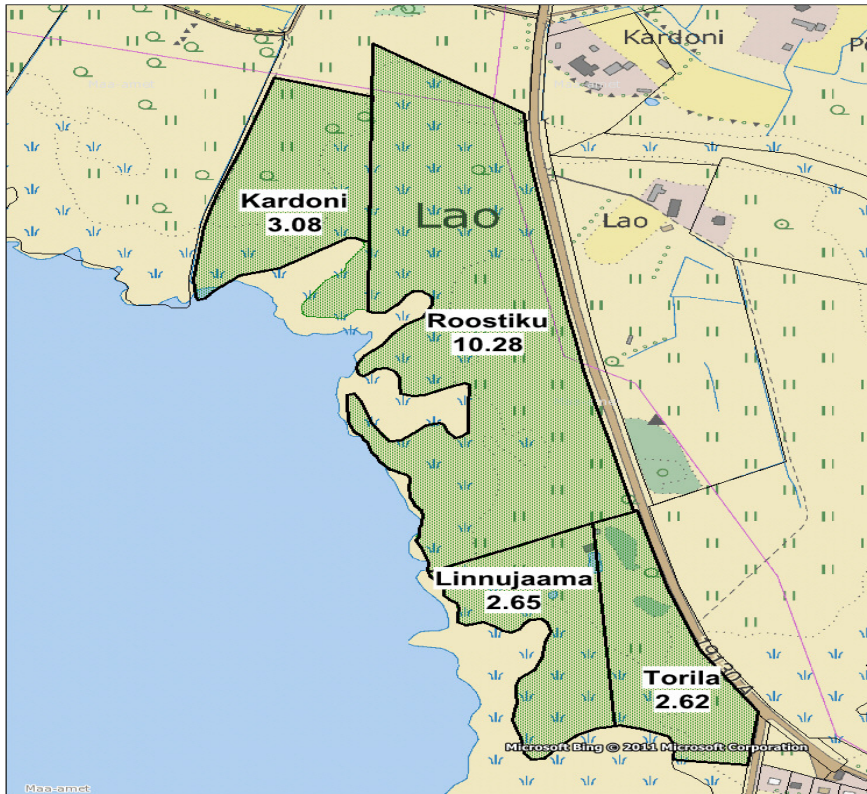 Kardoni
Kardoni
3.08
Lao
Lao
Roostiku
10.28
Linnujaama
2.65
Torila
2.62
Microsoft Bing © 2011 Microsoft Corporation
Maa-amet